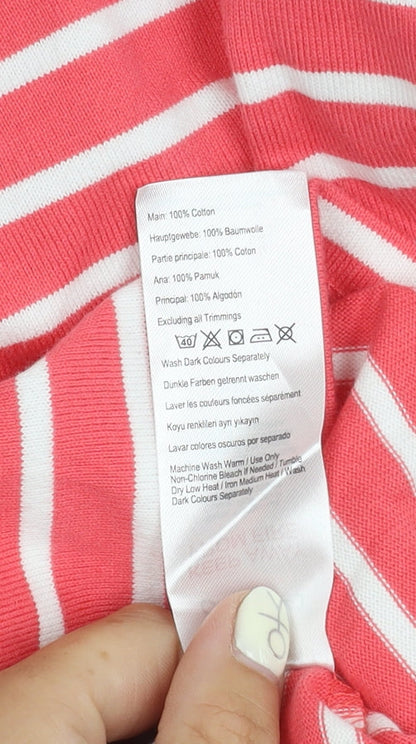 Main: 100% Cotton
Hauptgewebe: 100% Baumwolle
Partie principale: 100% Coton
Ana: 100% Pamuk
Principal: 100% Algodón
Excluding all Trimmings
40
Wash Dark Colours Separately
Dunkle Farben getrennt waschen
Laver les couleurs foncées séparément
Koyu renklileri ayrı yıkayın
Lavar colores oscuros por separado
Machine Wash Warm / Use Only
Non-Chlorine Bleach If Needed / Tumble
Dry Low Heat / Iron Medium Heat / Wash
Dark Colours Separately